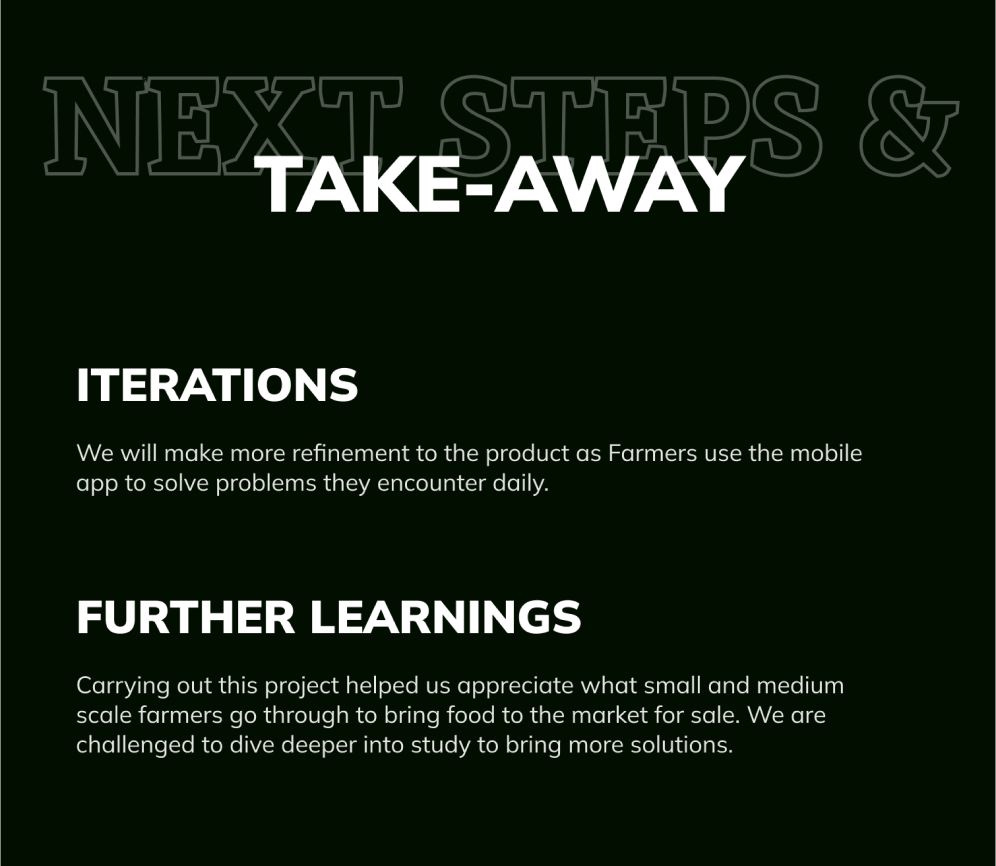 NEXT STEPS &
TAKE-AWAY
ITERATIONS
We will make more refinement to the product as Farmers use the mobile
app to solve problems they encounter daily.
FURTHER LEARNINGS
Carrying out this project helped us appreciate what small and medium
scale farmers go through to bring food to the market for sale. We are
challenged to dive deeper into study to bring more solutions.